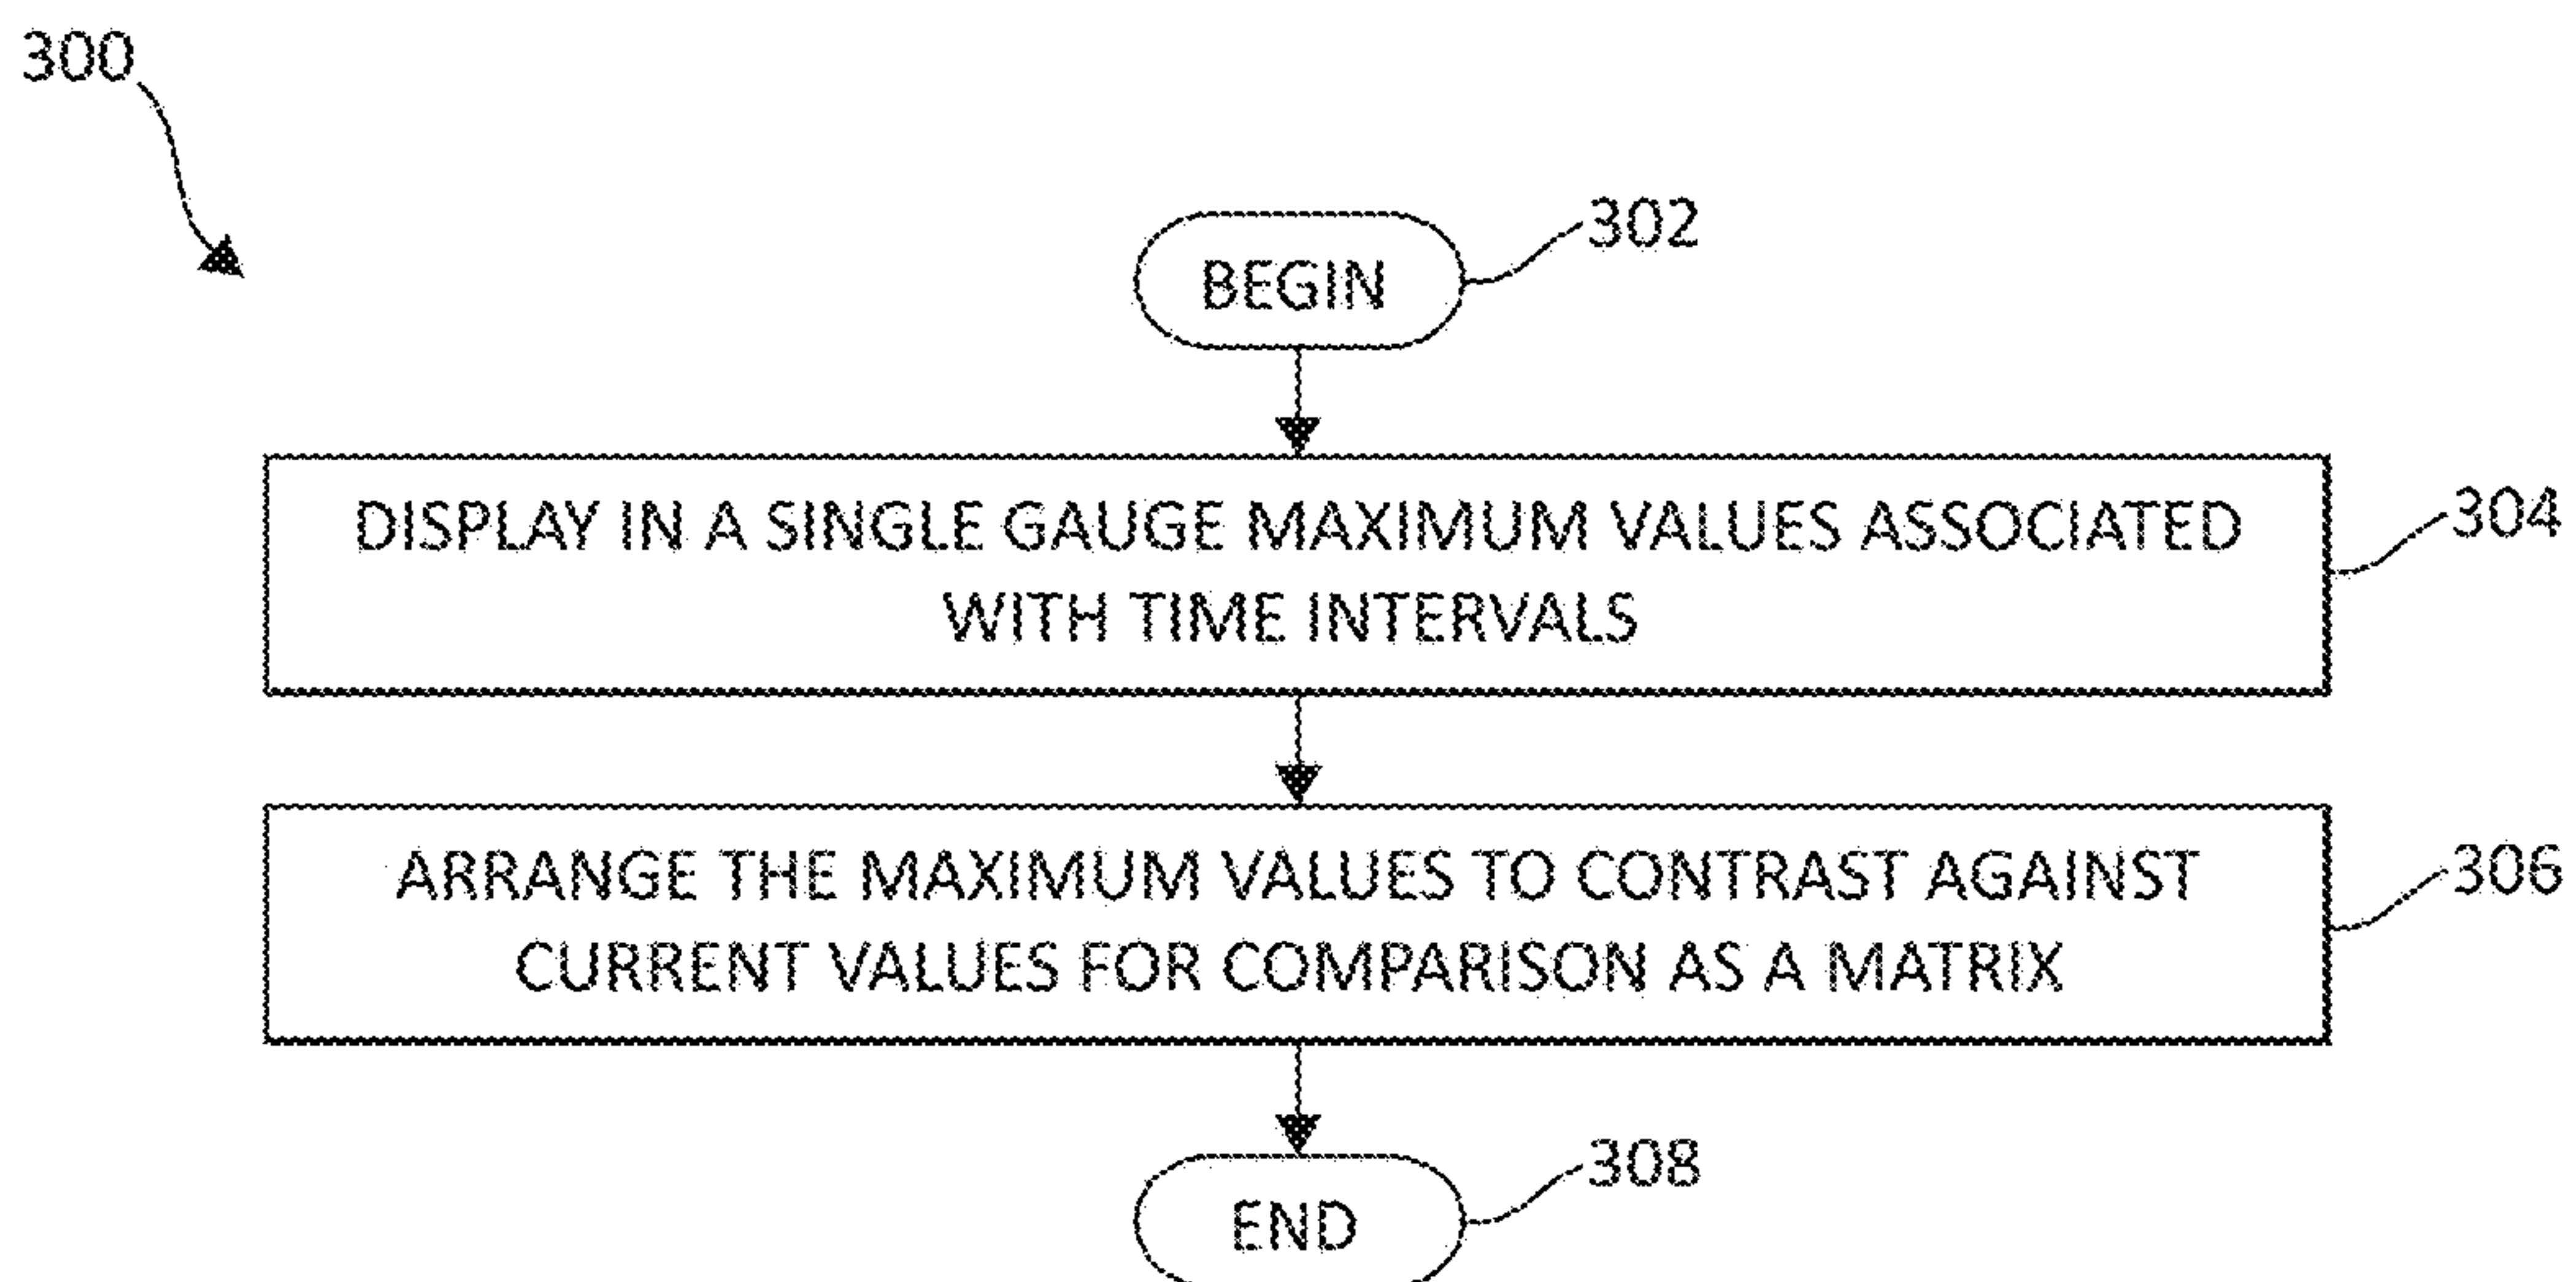 300
302
BEGIN
DISPLAY IN A SINGLE GAUGE MAXIMUM VALUES ASSOCIATED
WITH TIME INTERVALS
304
ARRANGE THE MAXIMUM VALUES TO CONTRAST AGAINST
CURRENT VALUES FOR COMPARISON AS A MATRIX
306
308
END